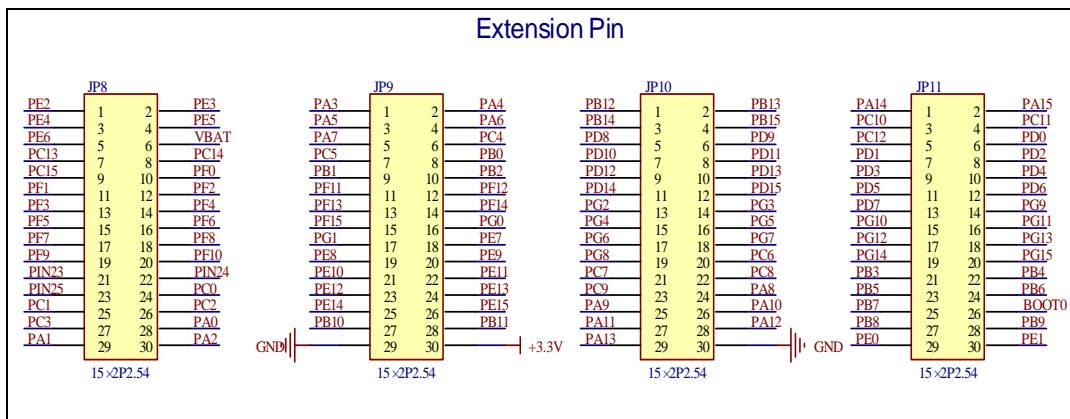 Extension Pin
JP8 JP9 JP10 JP11
PE2 1 2 PE3 PA3 1 2 PA4 PB12 1 2 PB13 PA14 1 2 PA15
PE4 3 4 PE5 PA5 3 4 PA6 PB14 3 4 PB15 PC10 3 4 PC11
PE6 5 6 VBAT PA7 5 6 PC4 PD8 5 6 PD9 PC12 5 6 PD0
PC13 7 8 PC14 PC5 7 8 PB0 PD10 7 8 PD11 PD1 7 8 PD2
PC15 9 10 PF0 PB1 9 10 PB2 PD12 9 10 PD13 PD3 9 10 PD4
PF1 11 12 PF2 PF11 11 12 PF12 PD14 11 12 PD15 PD5 11 12 PD6
PF3 13 14 PF4 PF13 13 14 PF14 PG2 13 14 PG3 PD7 13 14 PG9
PF5 15 16 PF6 PF15 15 16 PG0 PG4 15 16 PG5 PG10 15 16 PG11
PF7 17 18 PF8 PG1 17 18 PE7 PG6 17 18 PG7 PG12 17 18 PG13
PF9 19 20 PF10 PE8 19 20 PE9 PG8 19 20 PC6 PG14 19 20 PG15
PIN23 21 22 PIN24 PE10 21 22 PE11 PC7 21 22 PC8 PB3 21 22 PB4
PIN25 23 24 PC0 PE12 23 24 PE13 PC9 23 24 PA8 PB5 23 24 PB6
PC1 25 26 PC2 PE14 25 26 PE15 PA9 25 26 PA10 PB7 25 26 BOOT0
PC3 27 28 PA0 PB10 27 28 PB11 PA11 27 28 PA12 PB8 27 28 PB9
PA1 29 30 PA2 GND 29 30 +3.3V PA13 29 30 GND PE0 29 30 PE1
15×2P2.54 15×2P2.54 15×2P2.54 15×2P2.54